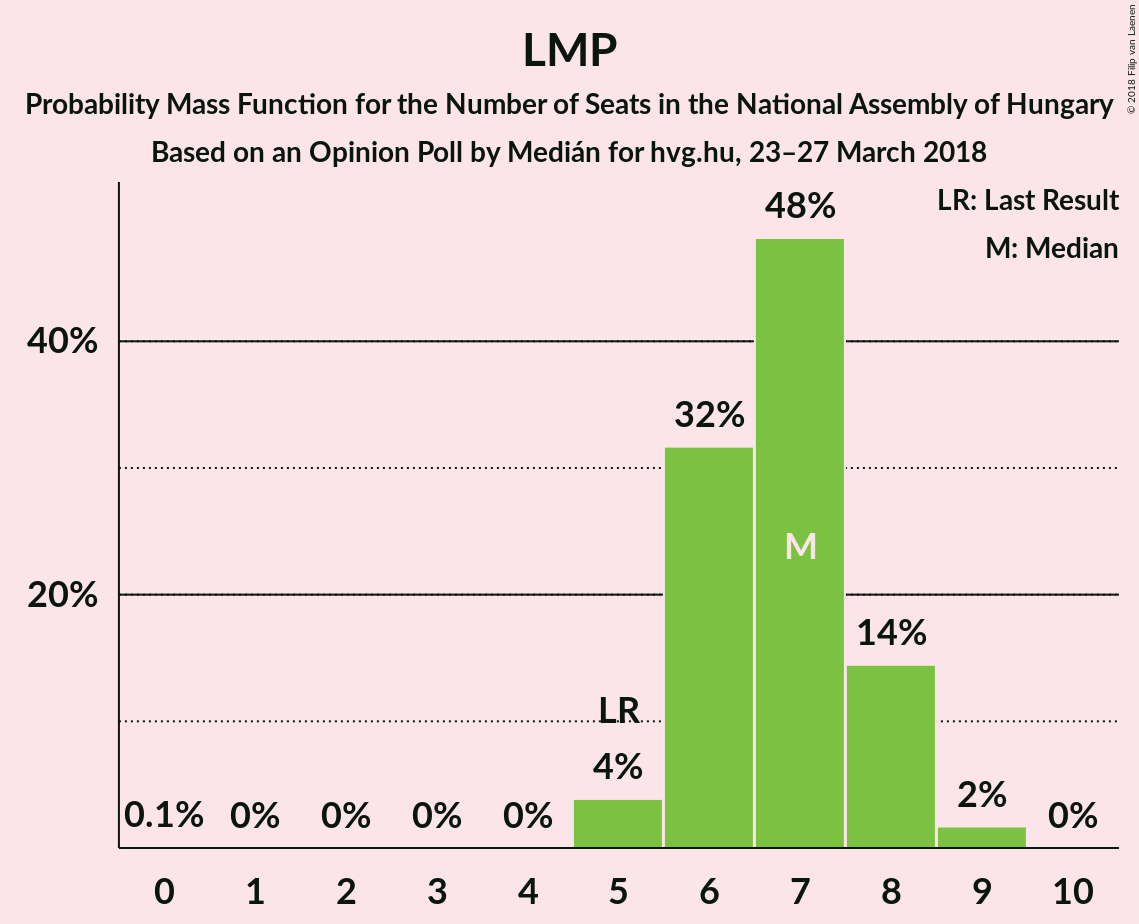 LMP
Probability Mass Function for the Number of Seats in the National Assembly of Hungary
Based on an Opinion Poll by Medián for hvg.hu, 23–27 March 2018
© 2018 Filip van Laenen
LR: Last Result
M: Median
48%
40%
32%
M
20%
14%
LR
4%
2%
0.1% 0% 0% 0% 0% 0%
0 1 2 3 4 5 6 7 8 9 10